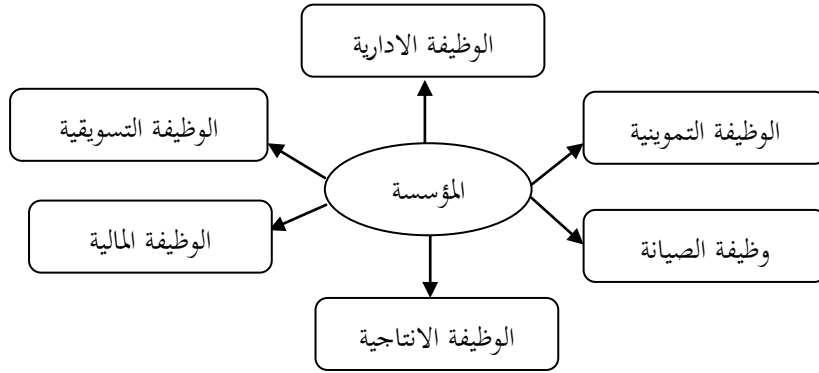 الوظيفة الادارية
الوظيفة التموينية
الوظيفة التسويقية
المؤسسة
وظيفة الصيانة
الوظيفة المالية
الوظيفة الانتاجية